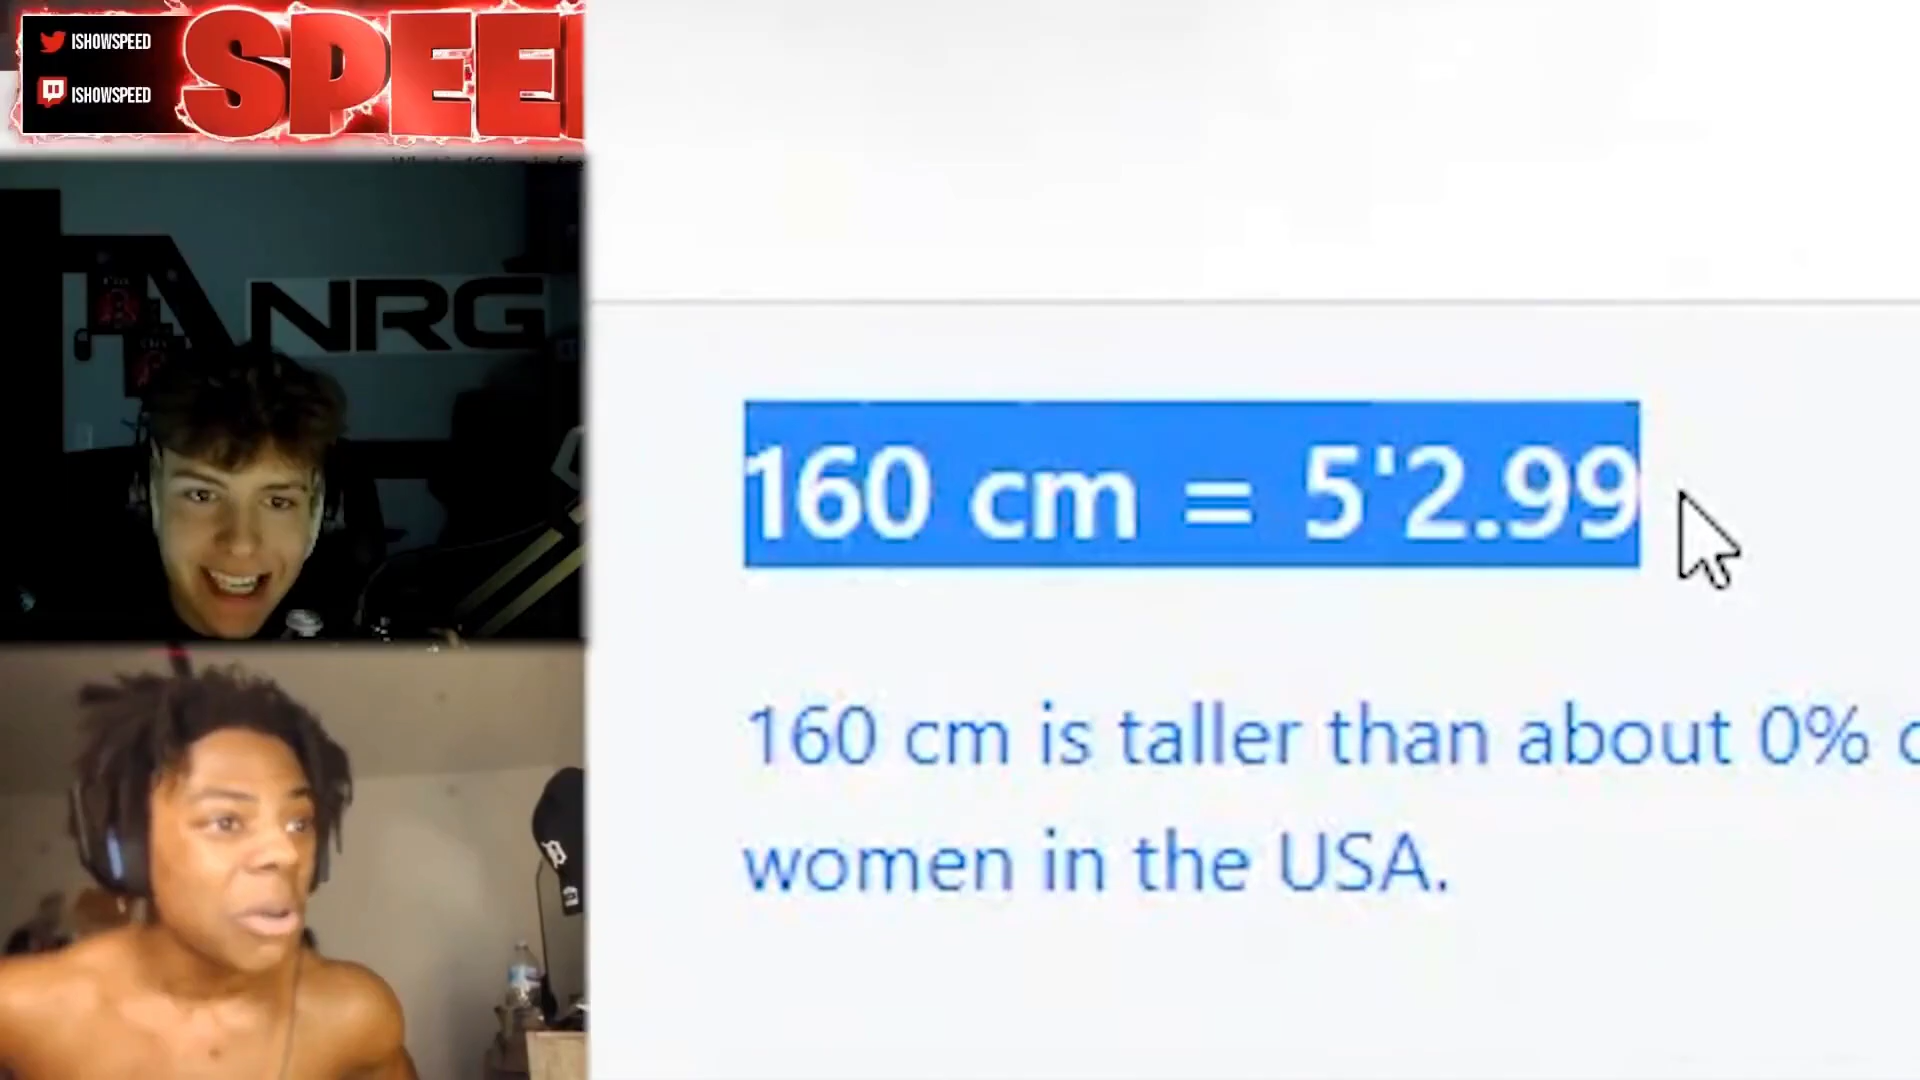 ISHOWSPEED
ISHOWSPEED
SPEE
NRG
160 cm = 5'2.99
160 cm is taller than about 0%
women in the USA.